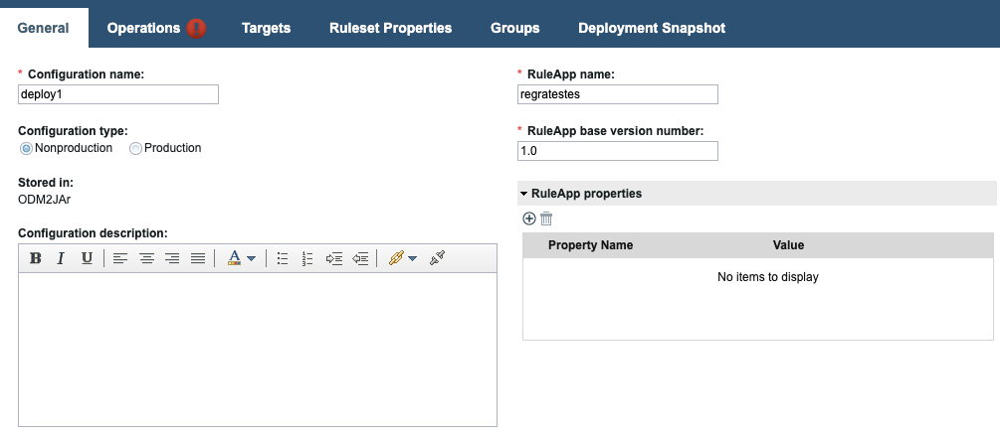 General Operations Targets Ruleset Properties Groups Deployment Snapshot
* Configuration name:
deploy1
Configuration type:
Nonproduction Production
Stored in:
ODM2JAr
Configuration description:
B I U A
* RuleApp name:
regratestes
* RuleApp base version number:
1.0
RuleApp properties
Property Name Value
No items to display